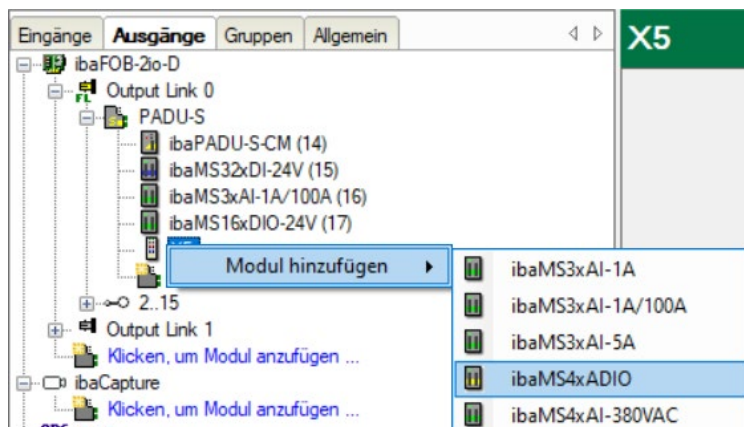 Eingänge Ausgänge Gruppen Allgemein
X5
ibaFOB-2io-D
Output Link 0
PADU-S
ibaPADU-S-CM (14)
ibaMS32xDI-24V (15)
ibaMS3xAI-1A/100A (16)
ibaMS16xDIO-24V (17)
Modul hinzufügen
ibaMS3xAI-1A
ibaMS3xAI-1A/100A
ibaMS3xAI-5A
ibaMS4xADIO
ibaMS4xAI-380VAC
2..15
Output Link 1
Klicken, um Modul anzufügen ...
ibaCapture
Klicken, um Modul anzufügen ...